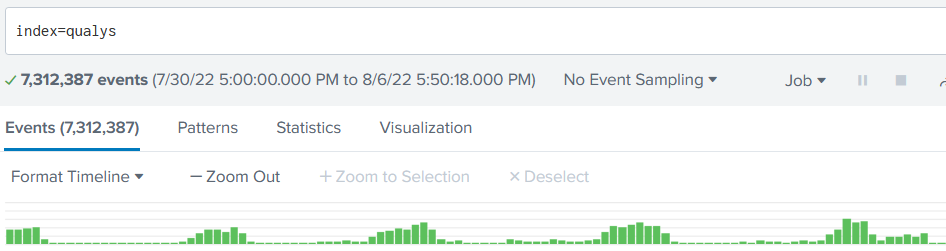 index=qualys
✓ 7,312,387 events (7/30/22 5:00:00.000 PM to 8/6/22 5:50:18.000 PM) No Event Sampling ▾ Job ▾
Events (7,312,387) Patterns Statistics Visualization
Format Timeline ▾ — Zoom Out + Zoom to Selection × Deselect